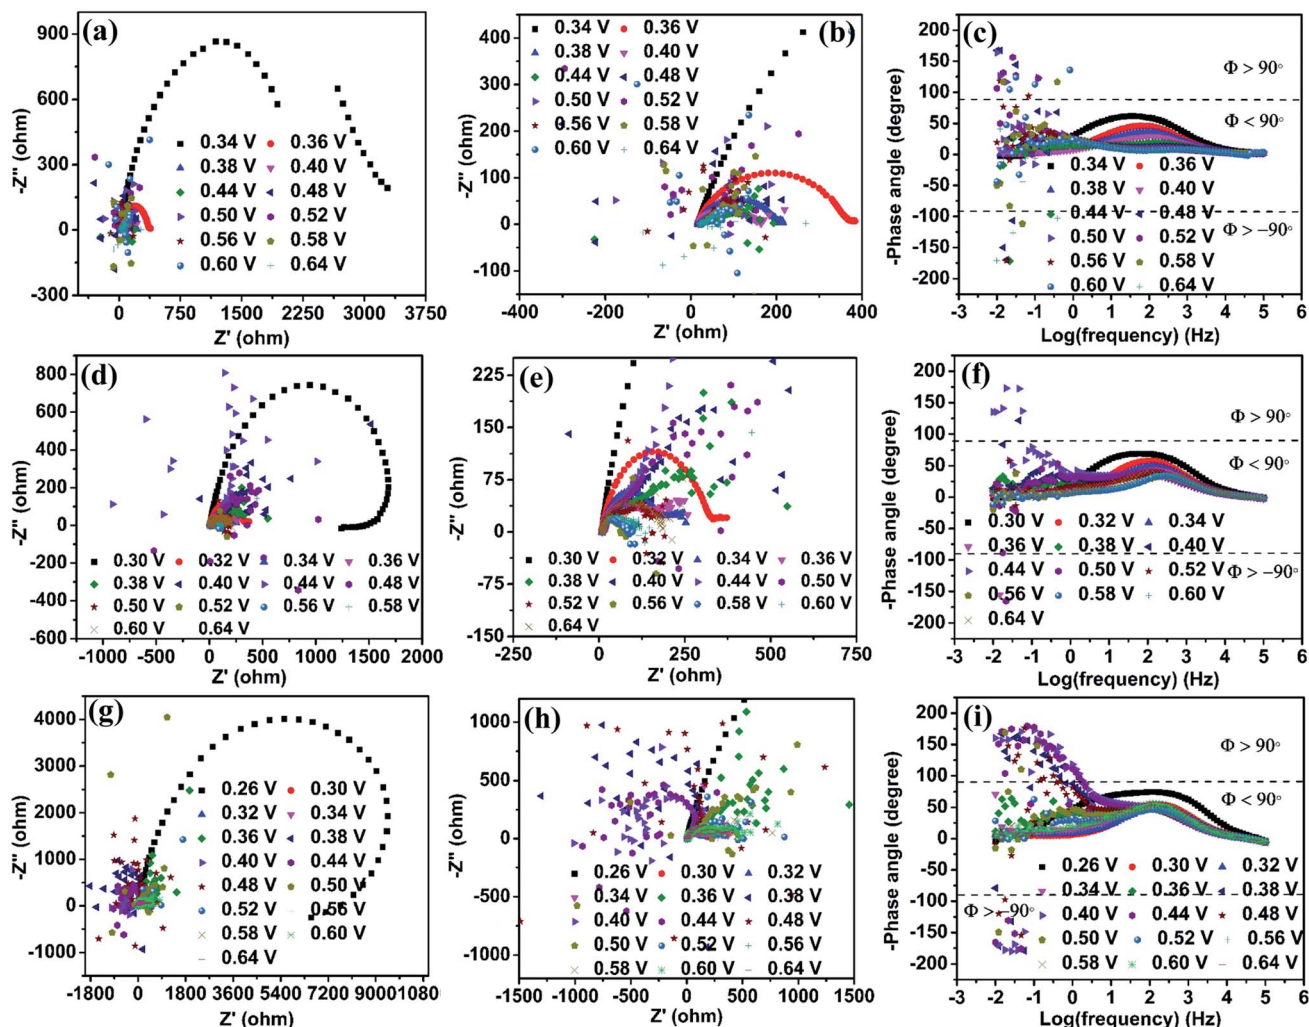 (a)
900
600
300
0
-300
-Z'' (ohm)
0.34 V 0.36 V
0.38 V 0.40 V
0.44 V 0.48 V
0.50 V 0.52 V
0.56 V 0.58 V
0.60 V 0.64 V
0 750 1500 2250 3000 3750
Z' (ohm)
(b)
400
300
200
100
0
-100
-Z'' (ohm)
0.34 V 0.36 V
0.38 V 0.40 V
0.44 V 0.48 V
0.50 V 0.52 V
0.56 V 0.58 V
0.60 V 0.64 V
-400 -200 0 200 400
Z' (ohm)
(c)
200
150
100
50
0
-50
-100
-150
-200
-Phase angle (degree)
Φ > 90°
Φ < 90°
Φ > −90°
0.34 V 0.36 V
0.38 V 0.40 V
0.44 V 0.48 V
0.50 V 0.52 V
0.56 V 0.58 V
0.60 V 0.64 V
-3 -2 -1 0 1 2 3 4 5 6
Log(frequency) (Hz)
(d)
800
600
400
200
0
-200
-400
-600
-Z'' (ohm)
0.30 V 0.32 V 0.34 V 0.36 V
0.38 V 0.40 V 0.44 V 0.48 V
0.50 V 0.52 V 0.56 V 0.58 V
0.60 V 0.64 V
-1000 -500 0 500 1000 1500 2000
Z' (ohm)
(e)
225
150
75
0
-75
-150
-Z'' (ohm)
0.30 V 0.32 V 0.34 V 0.36 V
0.38 V 0.40 V 0.44 V 0.50 V
0.52 V 0.56 V 0.58 V 0.60 V
0.64 V
-250 0 250 500 750
Z' (ohm)
(f)
200
150
100
50
0
-50
-100
-150
-200
-Phase angle (degree)
Φ > 90°
Φ < 90°
Φ > −90°
0.30 V 0.32 V 0.34 V
0.36 V 0.38 V 0.40 V
0.44 V 0.50 V 0.52 V
0.56 V 0.58 V 0.60 V
0.64 V
-3 -2 -1 0 1 2 3 4 5 6
Log(frequency) (Hz)
(g)
4000
3000
2000
1000
0
-1000
-Z'' (ohm)
0.26 V 0.30 V
0.32 V 0.34 V
0.36 V 0.38 V
0.40 V 0.44 V
0.48 V 0.50 V
0.52 V 0.56 V
0.58 V 0.60 V
0.64 V
-1800 0 1800 3600 5400 7200 9000 1080
Z' (ohm)
(h)
1000
500
0
-500
-1000
-Z'' (ohm)
0.26 V 0.30 V 0.32 V
0.34 V 0.36 V 0.38 V
0.40 V 0.44 V 0.48 V
0.50 V 0.52 V 0.56 V
0.58 V 0.60 V 0.64 V
-1500 -1000 -500 0 500 1000 1500
Z' (ohm)
(i)
200
150
100
50
0
-50
-100
-150
-200
-Phase angle (degree)
Φ > 90°
Φ < 90°
Φ > −90°
0.26 V 0.30 V 0.32 V
0.34 V 0.36 V 0.38 V
0.40 V 0.44 V 0.48 V
0.50 V 0.52 V 0.56 V
0.58 V 0.60 V 0.64 V
-3 -2 -1 0 1 2 3 4 5 6
Log(frequency) (Hz)